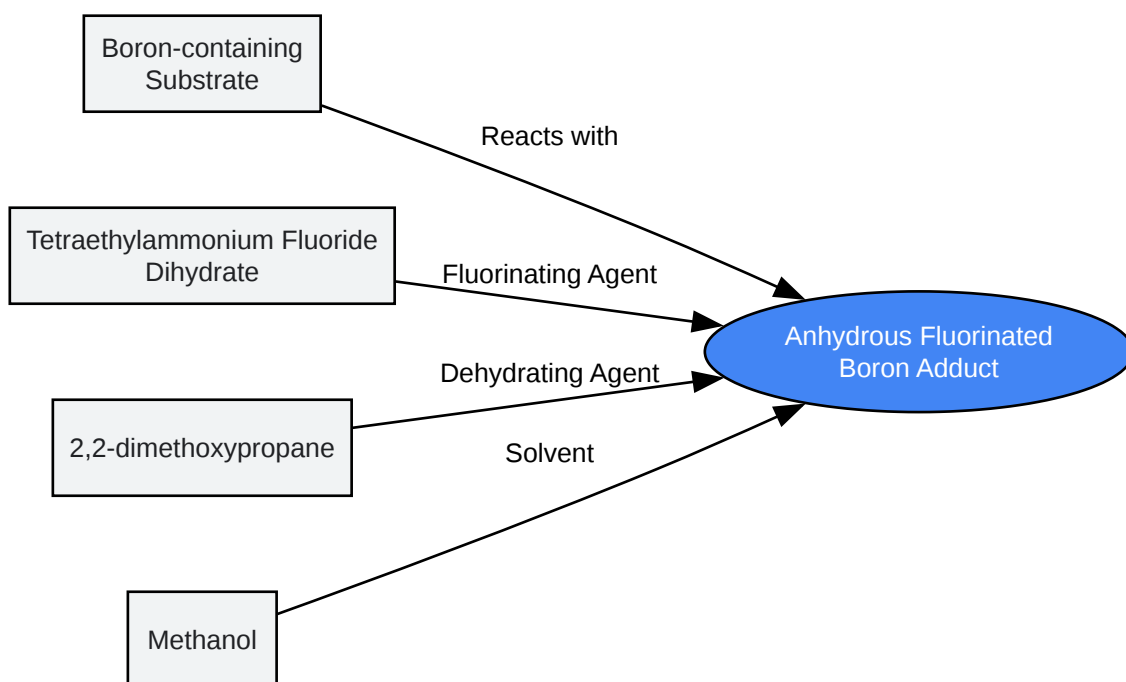 Boron-containing
Substrate
Reacts with
Tetraethylammonium Fluoride
Dihydrate
Fluorinating Agent
Anhydrous Fluorinated
Boron Adduct
Dehydrating Agent
2,2-dimethoxypropane
Solvent
Methanol